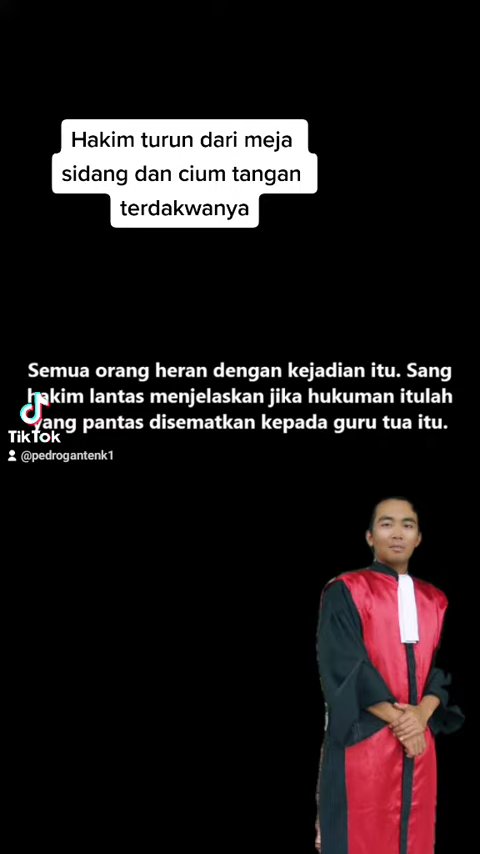 Hakim turun dari meja
sidang dan cium tangan
terdakwanya
Semua orang heran dengan kejadian itu. Sang
hakim lantas menjelaskan jika hukuman itulah
yang pantas disematkan kepada guru tua itu.
TikTok
@pedrogantenk1